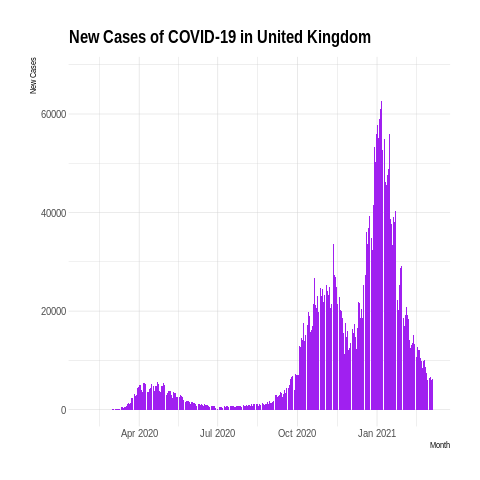 New Cases of COVID-19 in United Kingdom
New Cases
60000
40000
20000
0
Apr 2020 Jul 2020 Oct 2020 Jan 2021
Month